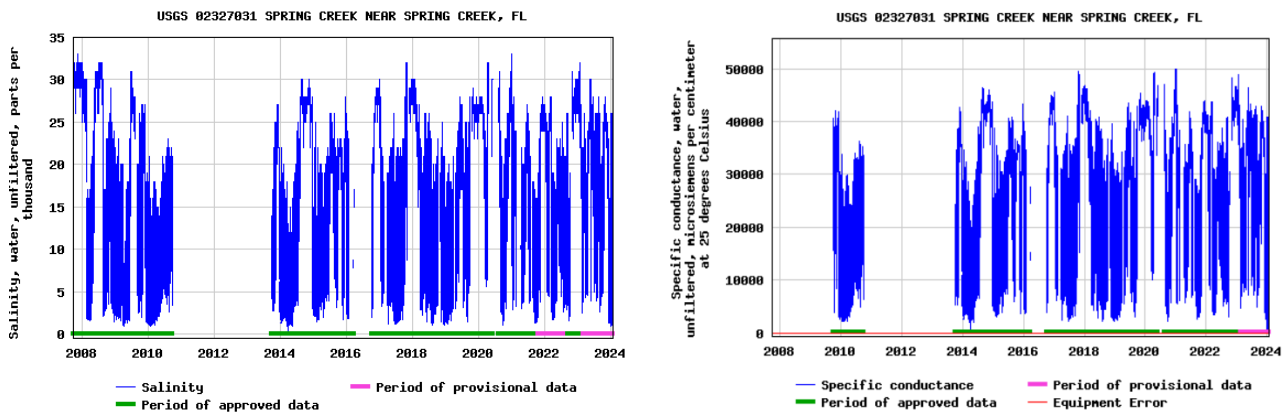 USGS 02327031 SPRING CREEK NEAR SPRING CREEK, FL
Salinity, water, unfiltered, parts per
thousand
35
30
25
20
15
10
5
0
2008 2010 2012 2014 2016 2018 2020 2022 2024
Salinity
Period of provisional data
Period of approved data
USGS 02327031 SPRING CREEK NEAR SPRING CREEK, FL
Specific conductance, water,
unfiltered, microsiemens per centimeter
at 25 degrees Celsius
50000
40000
30000
20000
10000
0
2008 2010 2012 2014 2016 2018 2020 2022 2024
Specific conductance
Period of provisional data
Period of approved data
Equipment Error